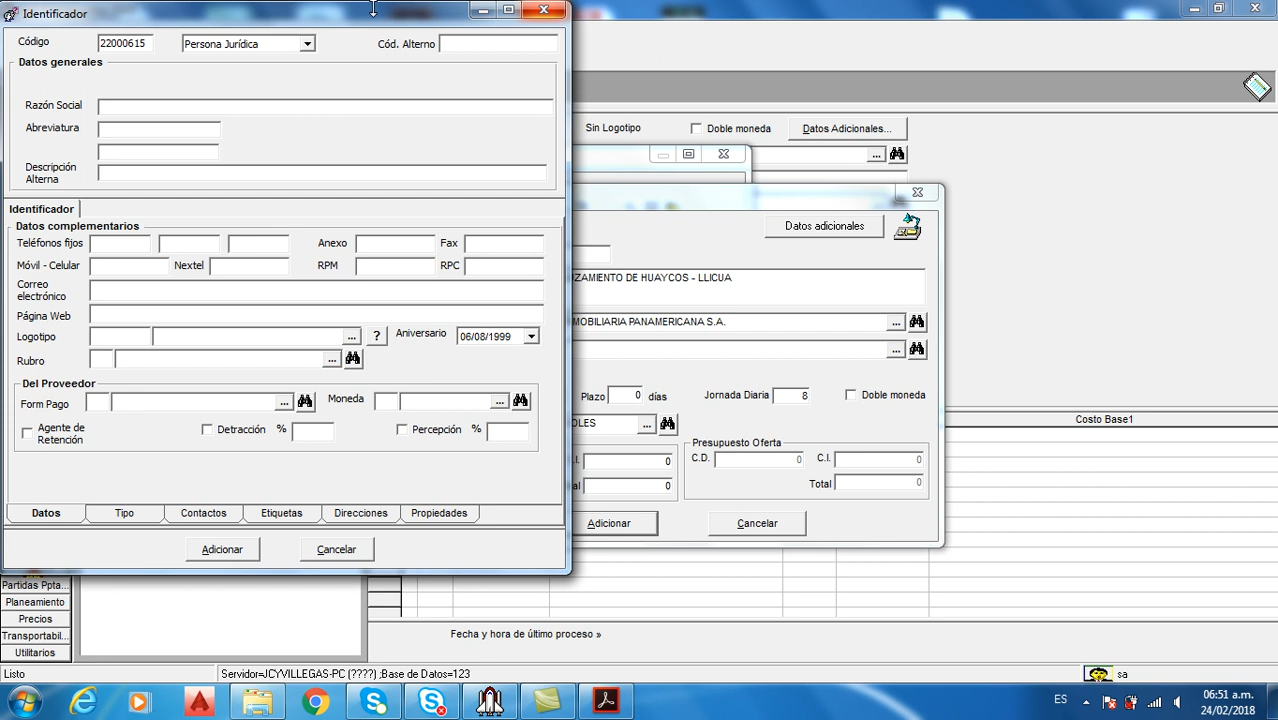 Identificador
Código 22000615 Persona Jurídica Cód. Alterno
Datos generales
Razón Social
Abreviatura
Descripción
Alterna
Sin Logotipo Doble moneda Datos Adicionales...
Identificador
Datos complementarios
Teléfonos fijos Anexo Fax
Móvil - Celular Nextel RPM RPC
Correo
electrónico
Página Web
Logotipo ... ? Aniversario 06/08/1999
Rubro ...
Del Proveedor
Form Pago ... Moneda ...
Agente de
Retención
Detracción % Percepción %
Datos Tipo Contactos Etiquetas Direcciones Propiedades
Adicionar Cancelar
Datos adicionales
IZAMIENTO DE HUAYCOS - LLICUA
MOBILIARIA PANAMERICANA S.A. ...
...
Plazo 0 días Jornada Diaria 8 Doble moneda
OLES ...
Presupuesto Oferta
.I. 0 C.D. 0 C.I. 0
al 0 Total 0
Adicionar Cancelar
Costo Base1
Partidas Ppta...
Planeamiento
Precios
Transportabil...
Utilitarios
Fecha y hora de último proceso »
Listo Servidor=JCYVILLEGAS-PC (????) ;Base de Datos=123 sa
ES 06:51 a.m.
24/02/2018